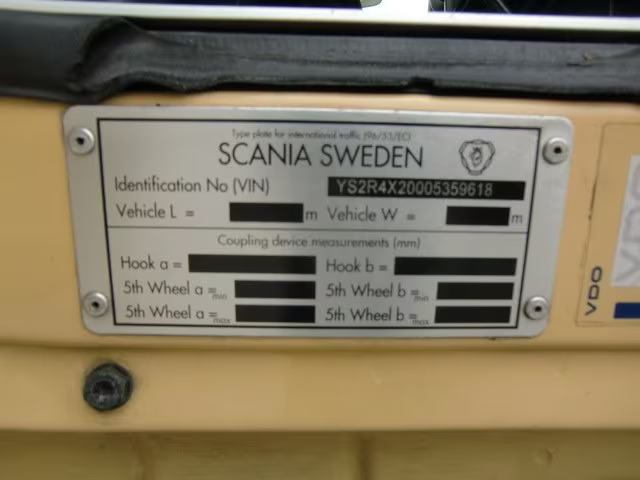 Type plate for international traffic (96/53/EC)
SCANIA SWEDEN
Identification No (VIN) YS2R4X20005359618
Vehicle L = m Vehicle W = m
Coupling device measurements (mm)
Hook a = Hook b =
5th Wheel a = min 5th Wheel b = min
5th Wheel a = max 5th Wheel b = max
VDO
VDO